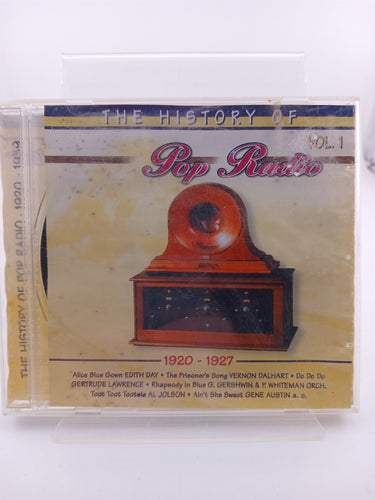 THE HISTORY OF
Pop Radio
VOL. 1
THE HISTORY OF POP RADIO · 1920 - 1959
1920 - 1927
Alice Blue Gown EDITH DAY • The Prisoner's Song VERNON DALHART • Do Do Do
GERTRUDE LAWRENCE • Rhapsody in Blue G. GERSHWIN & P. WHITEMAN ORCH.
Toot Toot Tootsie AL JOLSON • Ain't She Sweet GENE AUSTIN a. o.